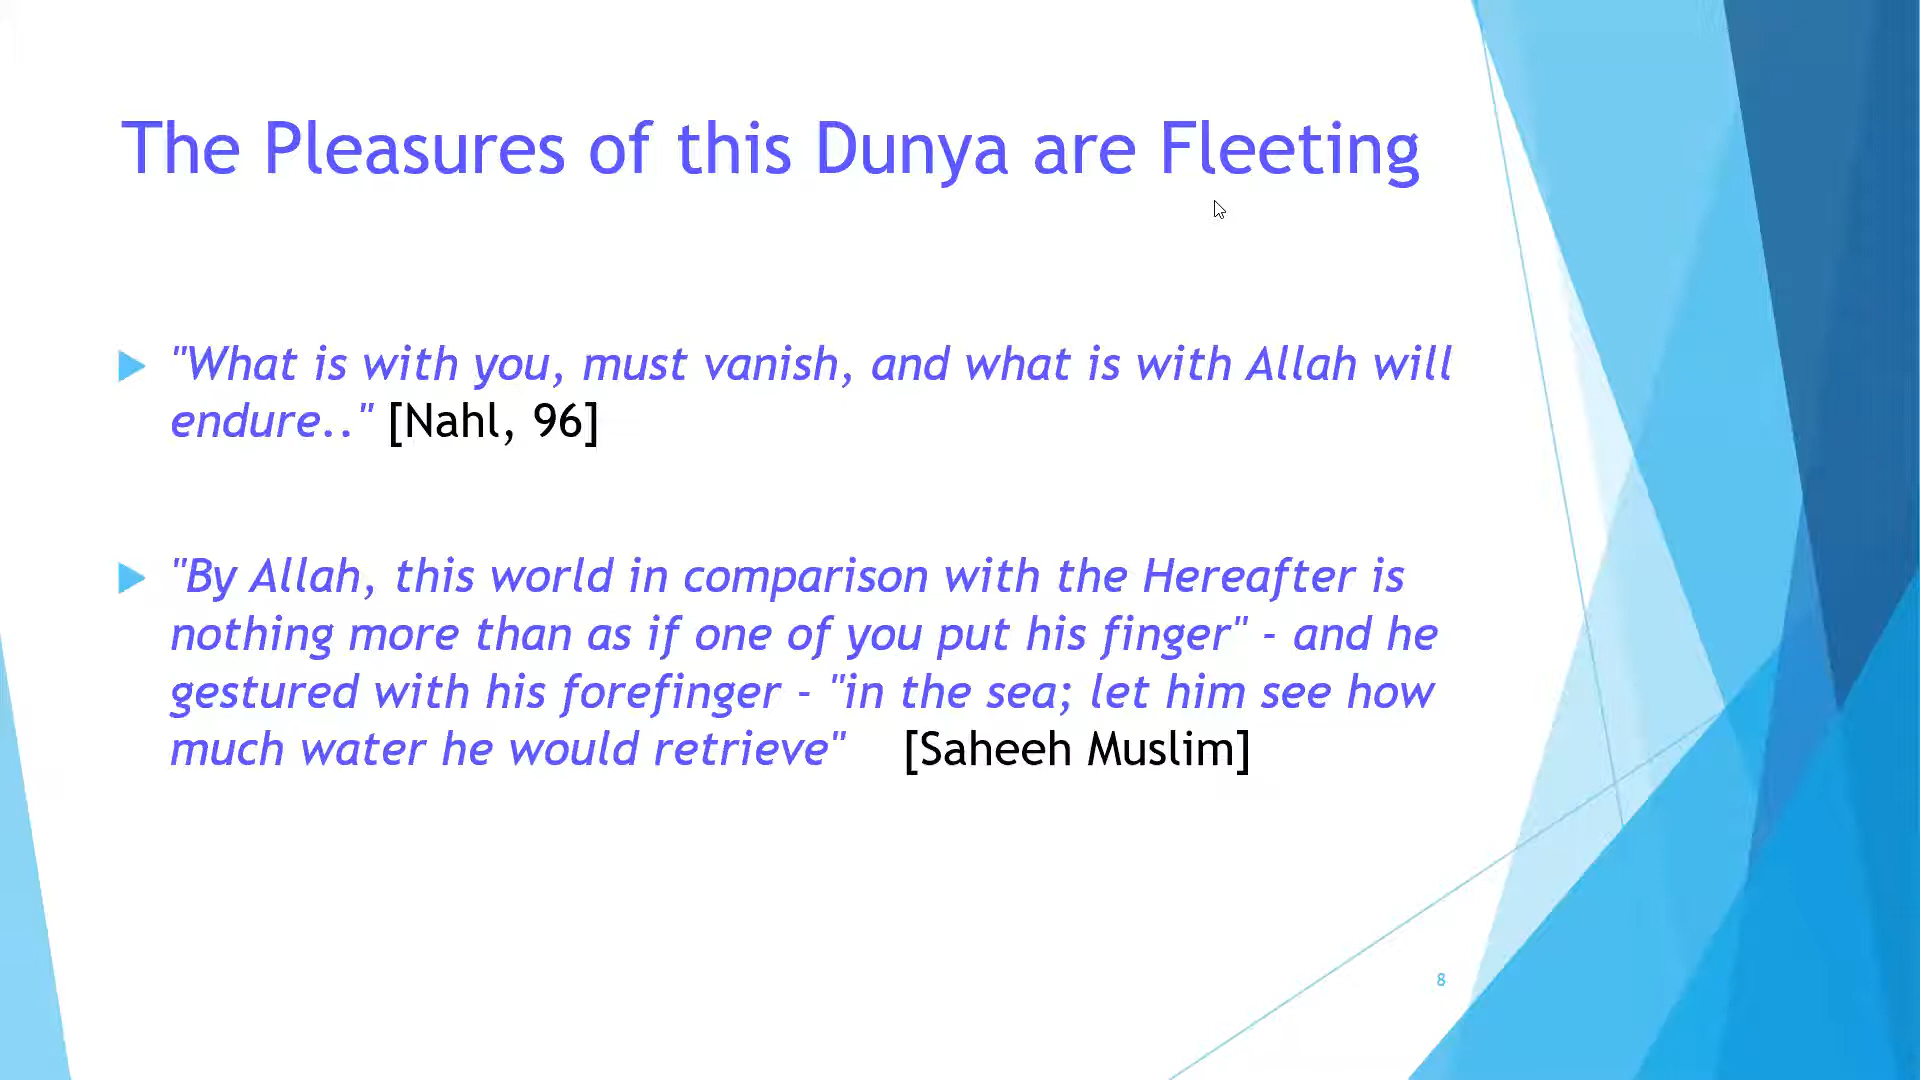 The Pleasures of this Dunya are Fleeting
"What is with you, must vanish, and what is with Allah will
endure.." [Nahl, 96]
"By Allah, this world in comparison with the Hereafter is
nothing more than as if one of you put his finger" - and he
gestured with his forefinger - "in the sea; let him see how
much water he would retrieve" [Saheeh Muslim]
8